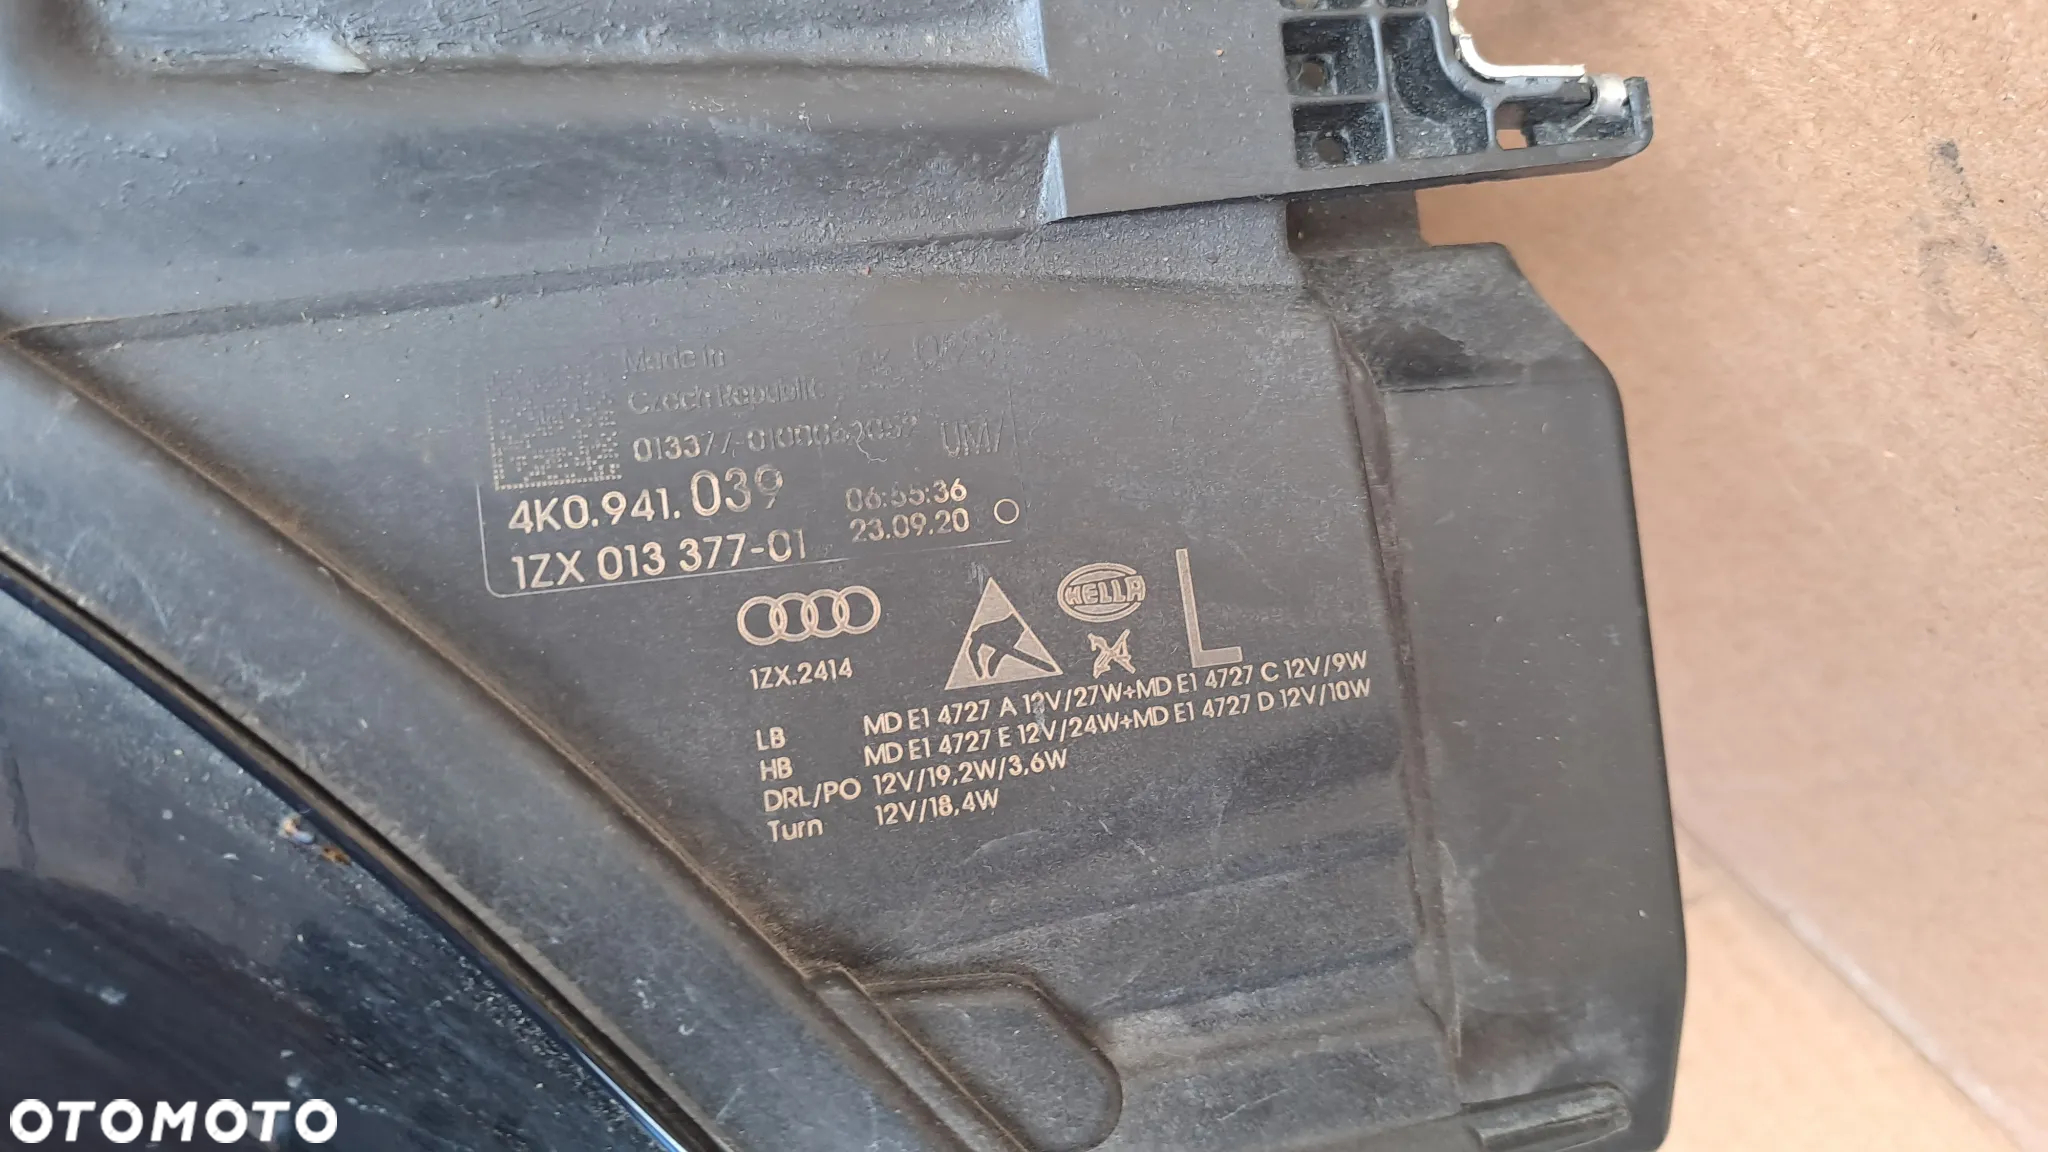 Made in
Czech Republic
UM/
4K0.941.039
06:55:36
1ZX 013 377-01
23.09.20
HELLA
L
1ZX.2414
LB MD E1 4727 A 12V/27W+MD E1 4727 C 12V/9W
HB MD E1 4727 E 12V/24W+MD E1 4727 D 12V/10W
DRL/PO 12V/19,2W/3,6W
Turn 12V/18,4W
OTOMOTO